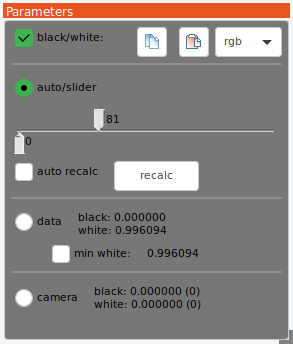 Parameters
black/white:
rgb
auto/slider
81
0
auto recalc
recalc
data
black: 0.000000
white: 0.996094
min white: 0.996094
camera
black: 0.000000 (0)
white: 0.000000 (0)